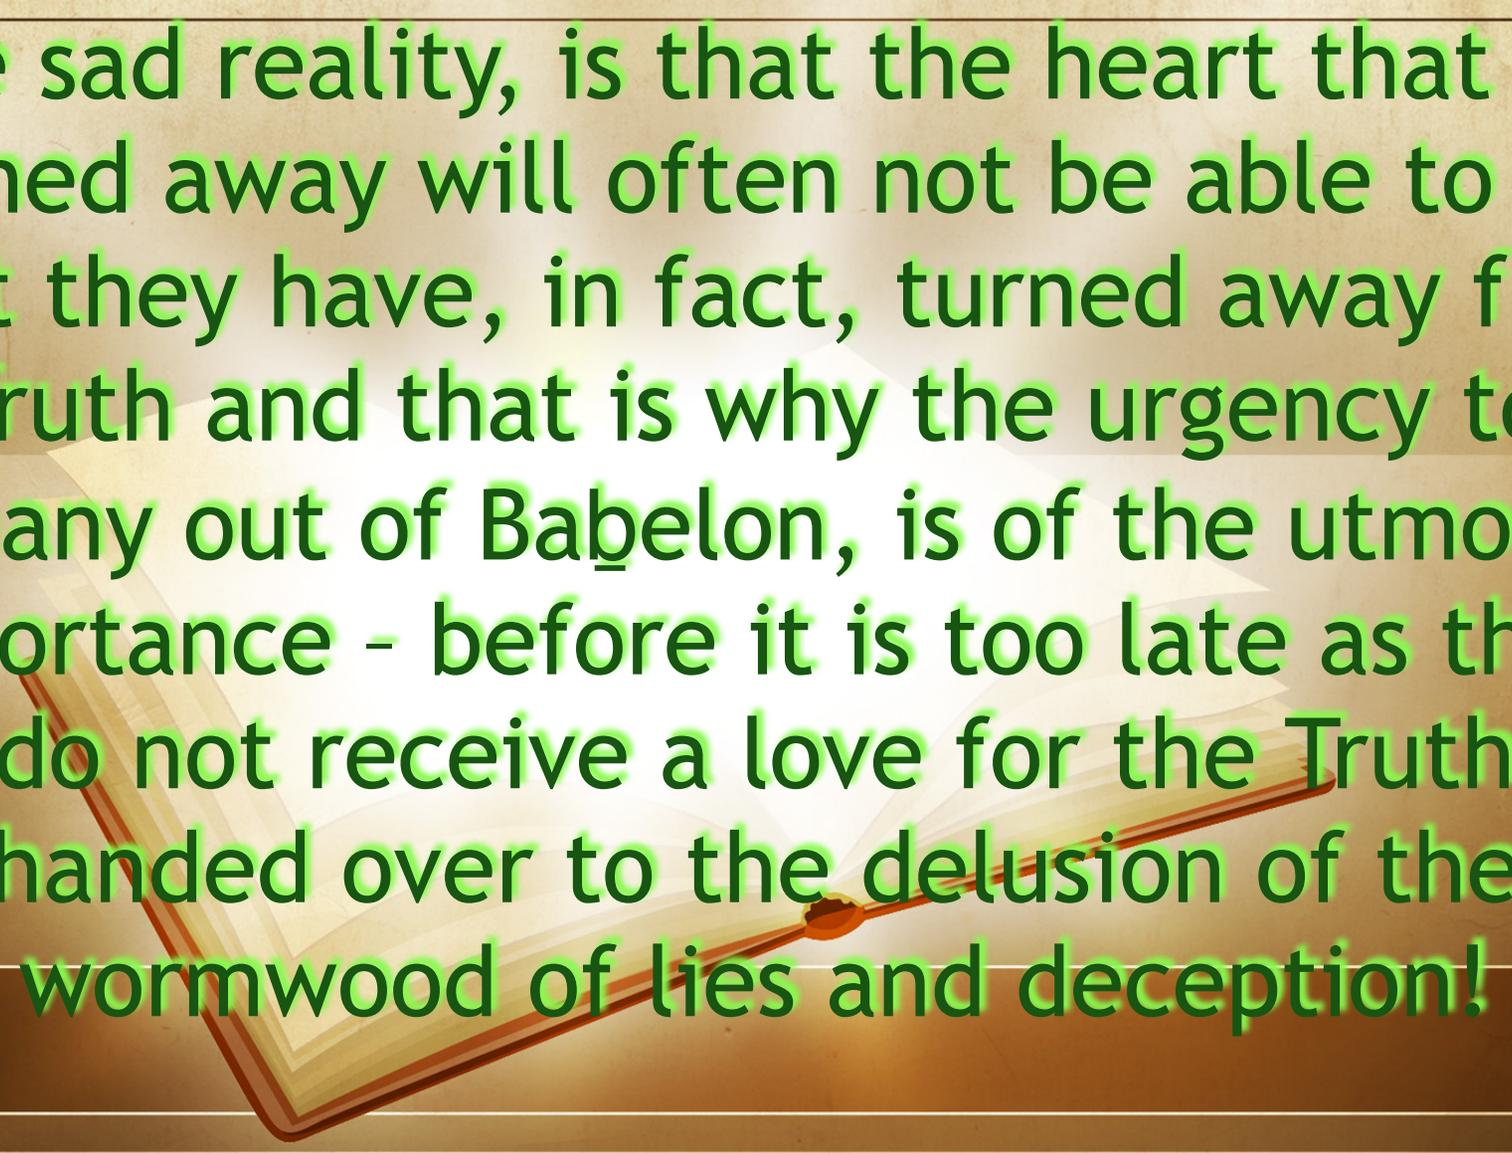 e sad reality, is that the heart that
ned away will often not be able to
t they have, in fact, turned away f
ruth and that is why the urgency to
any out of Baḇelon, is of the utmo
ortance – before it is too late as th
do not receive a love for the Truth
handed over to the delusion of the
wormwood of lies and deception!